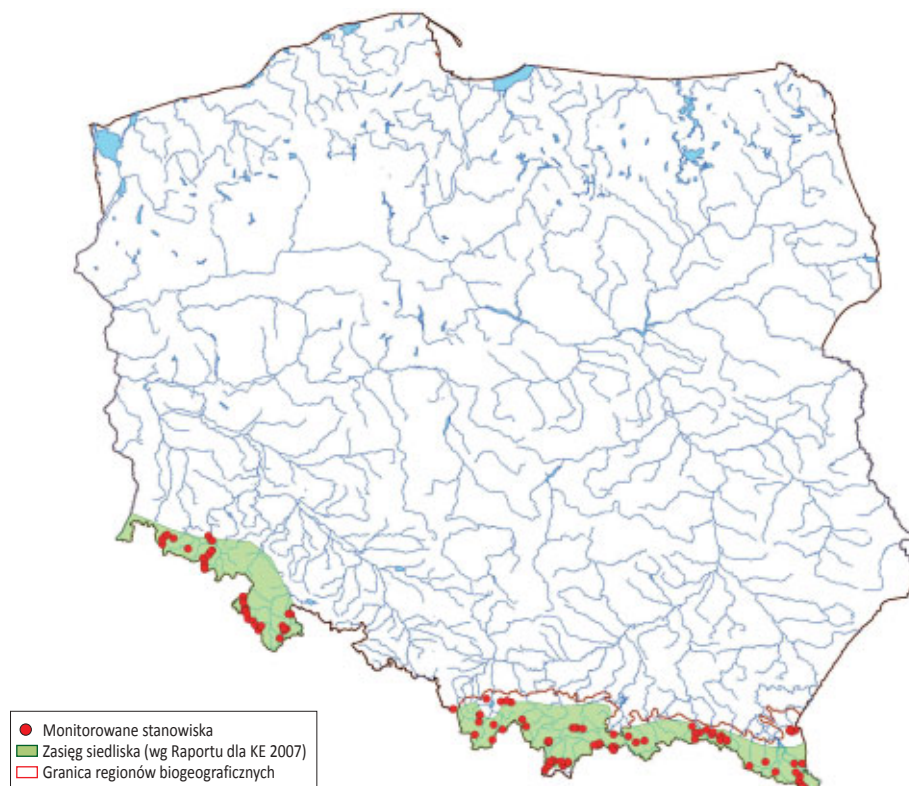 Monitorowane stanowiska
Zasięg siedliska (wg Raportu dla KE 2007)
Granica regionów biogeograficznych